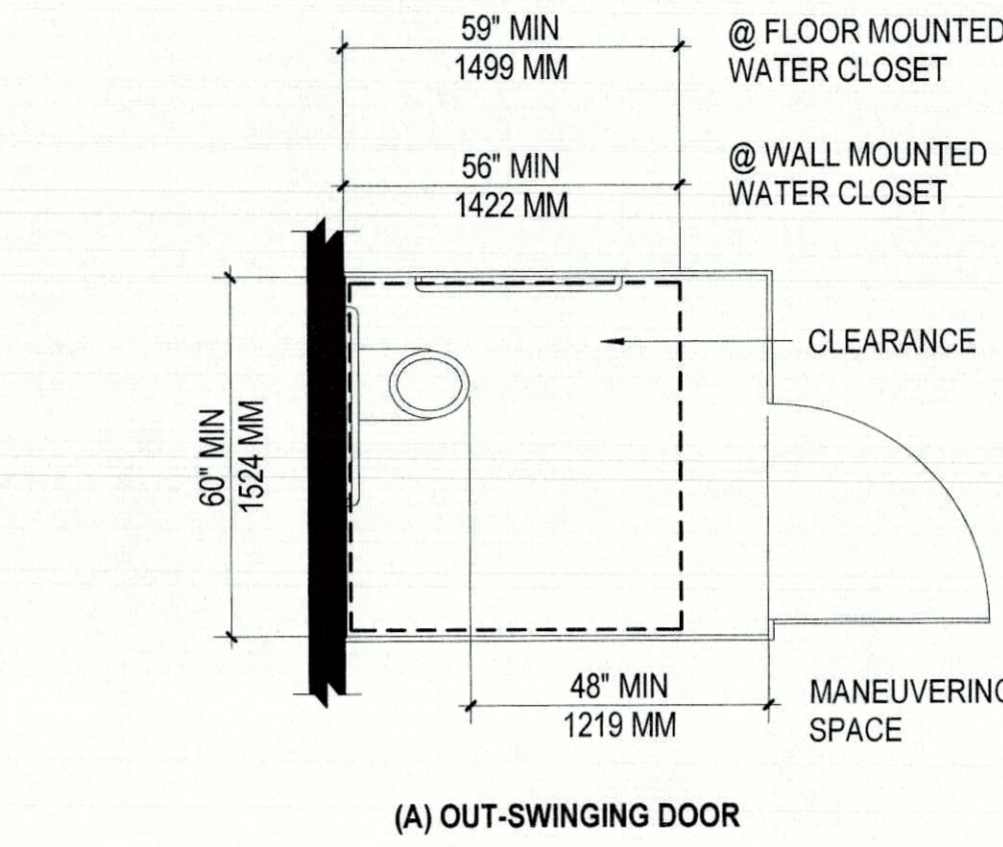 59" MIN
1499 MM
@ FLOOR MOUNTED
WATER CLOSET
56" MIN
1422 MM
@ WALL MOUNTED
WATER CLOSET
CLEARANCE
60" MIN
1524 MM
48" MIN
1219 MM
MANEUVERING
SPACE
(A) OUT-SWINGING DOOR